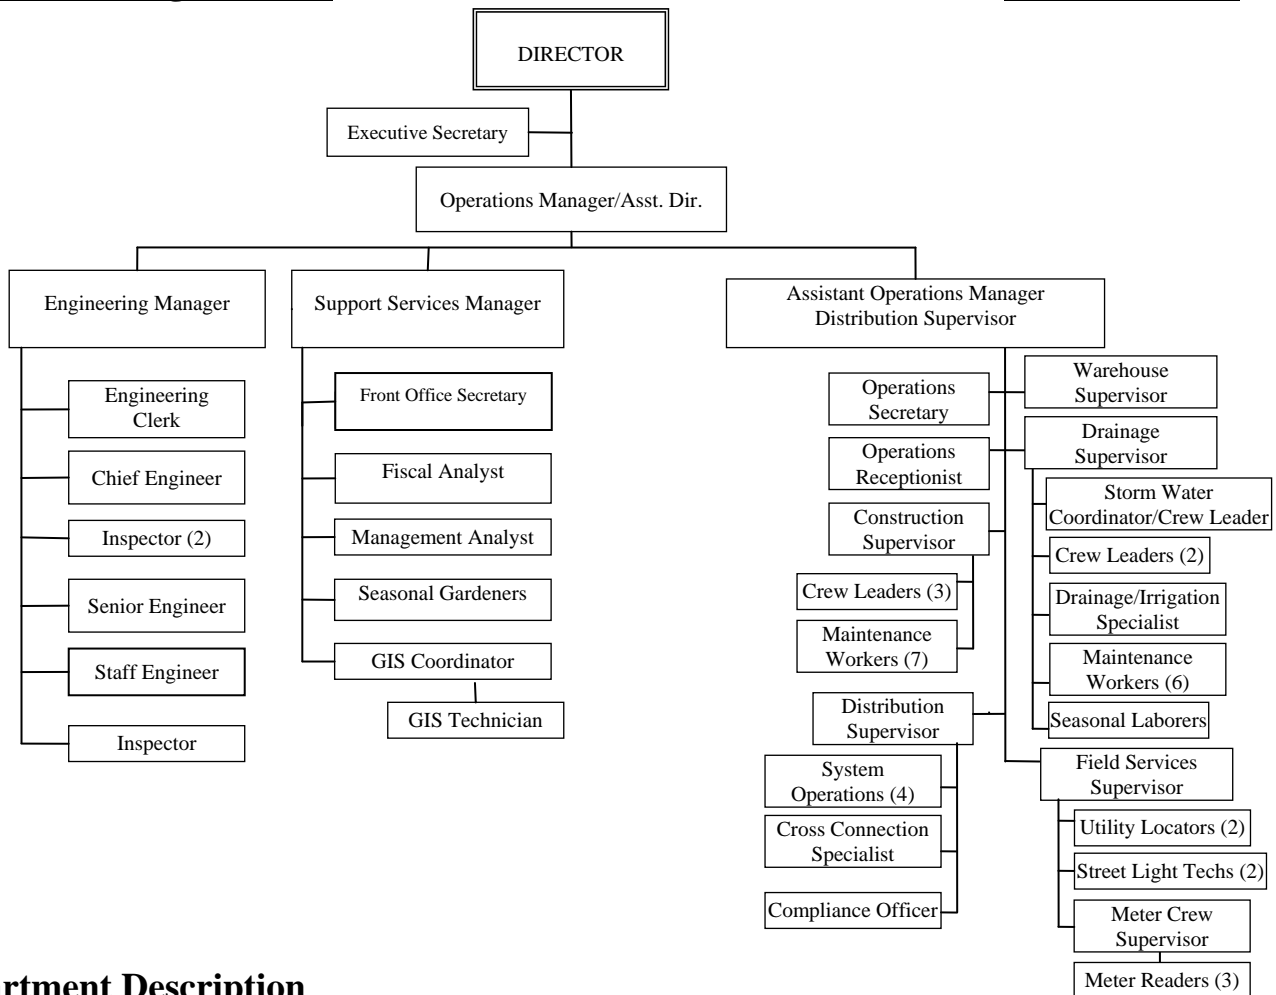 DIRECTOR
Executive Secretary
Operations Manager/Asst. Dir.
Engineering Manager
Engineering
Clerk
Chief Engineer
Inspector (2)
Senior Engineer
Staff Engineer
Inspector
Support Services Manager
Front Office Secretary
Fiscal Analyst
Management Analyst
Seasonal Gardeners
GIS Coordinator
GIS Technician
Assistant Operations Manager
Distribution Supervisor
Operations
Secretary
Operations
Receptionist
Construction
Supervisor
Crew Leaders (3)
Maintenance
Workers (7)
Distribution
Supervisor
System
Operations (4)
Cross Connection
Specialist
Compliance Officer
Warehouse
Supervisor
Drainage
Supervisor
Storm Water
Coordinator/Crew Leader
Crew Leaders (2)
Drainage/Irrigation
Specialist
Maintenance
Workers (6)
Seasonal Laborers
Field Services
Supervisor
Utility Locators (2)
Street Light Techs (2)
Meter Crew
Supervisor
Meter Readers (3)
artment Description